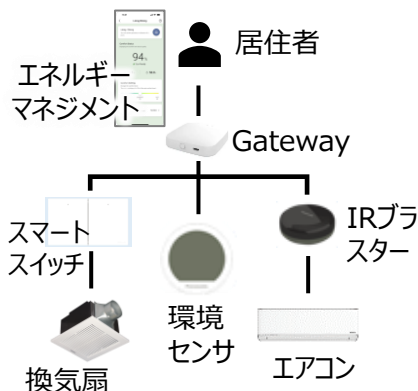 居住者
94%
エネルギー
マネジメント
Gateway
スマート
スイッチ
IRブラ
スター
環境
センサ
換気扇
エアコン